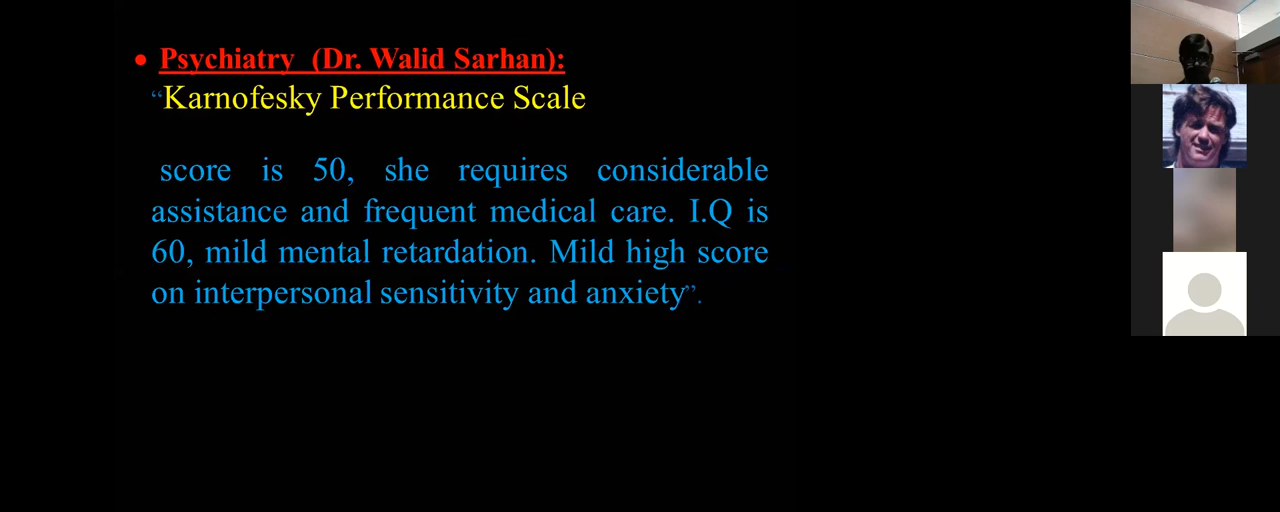 • Psychiatry (Dr. Walid Sarhan):
“Karnofesky Performance Scale
score is 50, she requires considerable
assistance and frequent medical care. I.Q is
60, mild mental retardation. Mild high score
on interpersonal sensitivity and anxiety”.